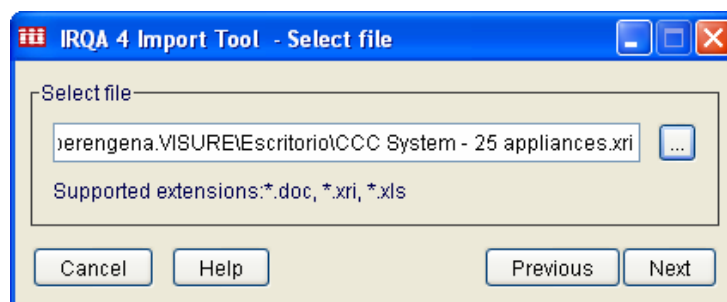 IRQA 4 Import Tool - Select file
Select file
berengena.VISURE\Escritorio\CCC System - 25 appliances.xri
...
Supported extensions:*.doc, *.xri, *.xls
Cancel Help Previous Next